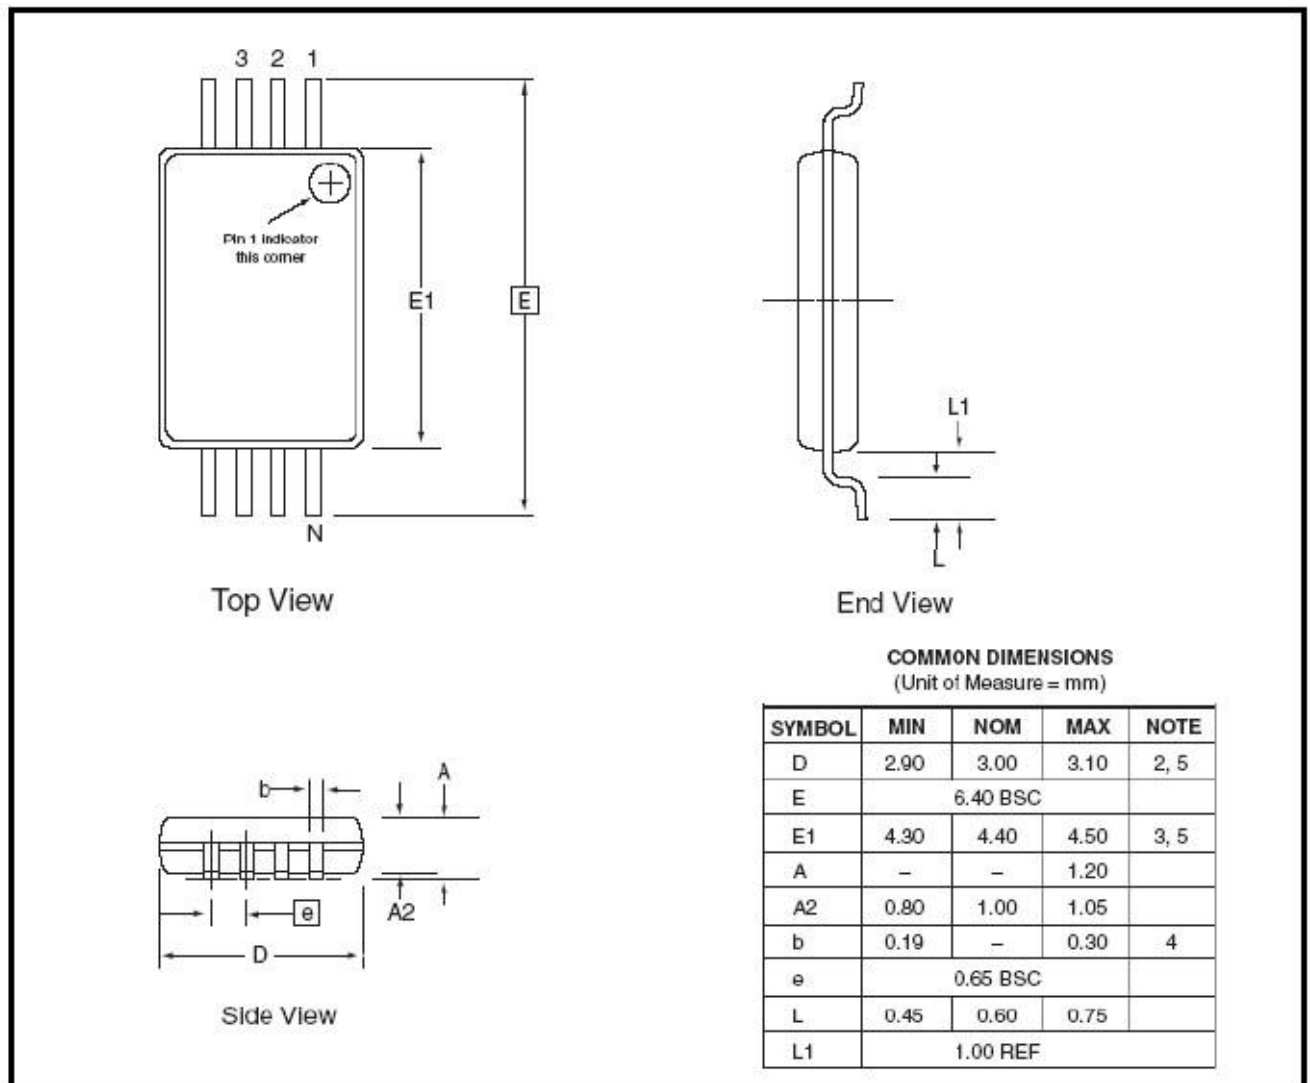 3 2 1
Pin 1 indicator
this corner
E1
E
N
Top View
L1
L
End View
COMMON DIMENSIONS
(Unit of Measure = mm)
SYMBOL MIN NOM MAX NOTE
D 2.90 3.00 3.10 2, 5
E 6.40 BSC
E1 4.30 4.40 4.50 3, 5
A – – 1.20
A2 0.80 1.00 1.05
b 0.19 – 0.30 4
e 0.65 BSC
L 0.45 0.60 0.75
L1 1.00 REF
b
A
e
A2
D
Side View